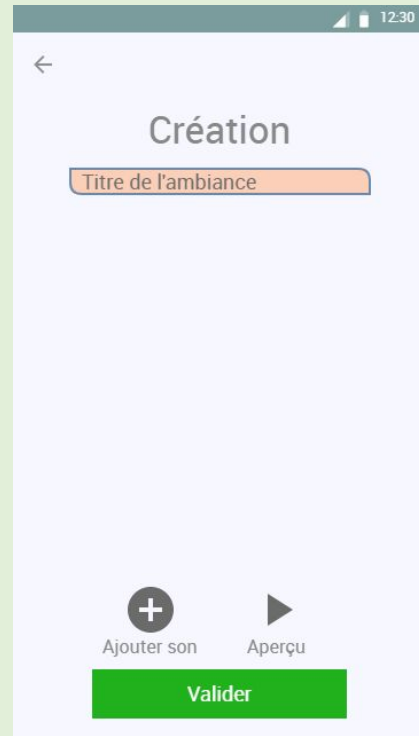 12:30
Création
Titre de l'ambiance
Ajouter son
Aperçu
Valider